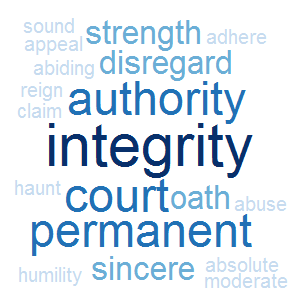 sound strength adhere
appeal
abiding disregard
reign authority
claim
integrity
haunt court oath abuse
permanent
humility sincere absolute
moderate